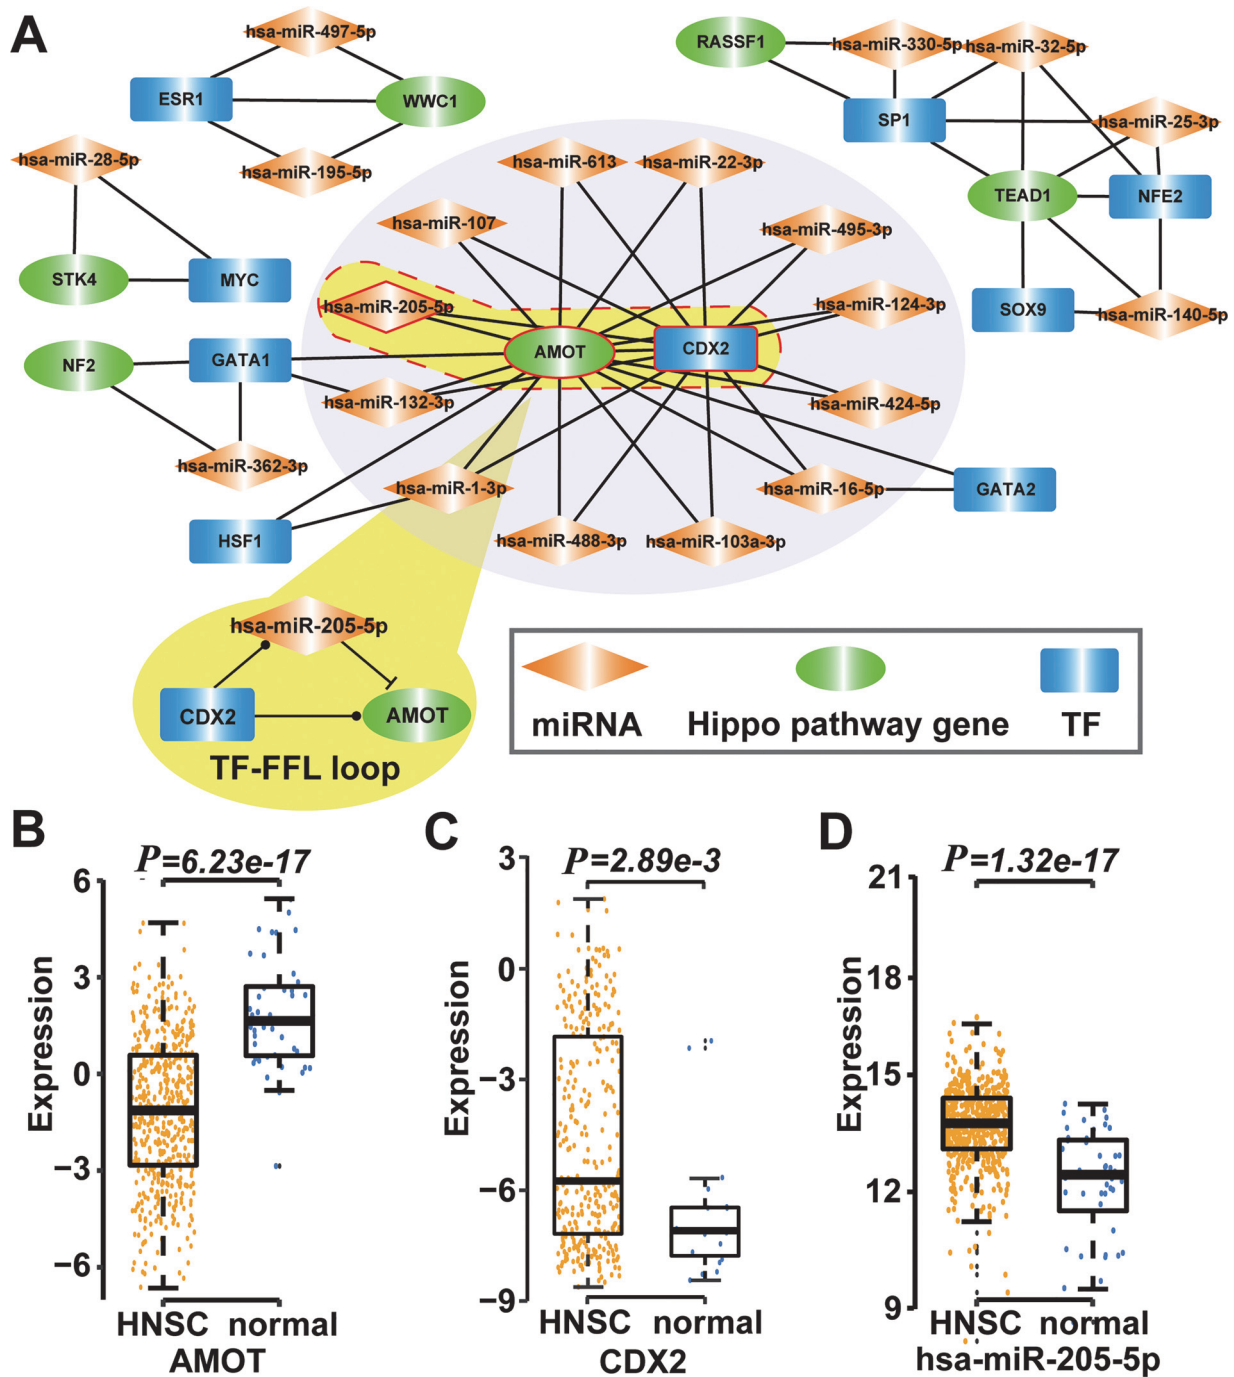 A
hsa-miR-497-5p
ESR1
WWC1
hsa-miR-195-5p
RASSF1
hsa-miR-330-5p
hsa-miR-32-5p
SP1
hsa-miR-25-3p
TEAD1
NFE2
SOX9
hsa-miR-140-5p
hsa-miR-28-5p
STK4
MYC
hsa-miR-613
hsa-miR-22-3p
hsa-miR-107
hsa-miR-495-3p
hsa-miR-205-5p
hsa-miR-124-3p
AMOT
CDX2
NF2
GATA1
hsa-miR-132-3p
hsa-miR-424-5p
hsa-miR-362-3p
hsa-miR-1-3p
hsa-miR-16-5p
GATA2
HSF1
hsa-miR-488-3p
hsa-miR-103a-3p
hsa-miR-205-5p
CDX2
AMOT
TF-FFL loop
miRNA
Hippo pathway gene
TF
B
P=6.23e-17
6
3
0
−3
−6
Expression
HNSC
normal
AMOT
C
P=2.89e-3
3
0
−3
−6
−9
Expression
HNSC
normal
CDX2
D
P=1.32e-17
21
18
15
12
9
Expression
HNSC
normal
hsa-miR-205-5p